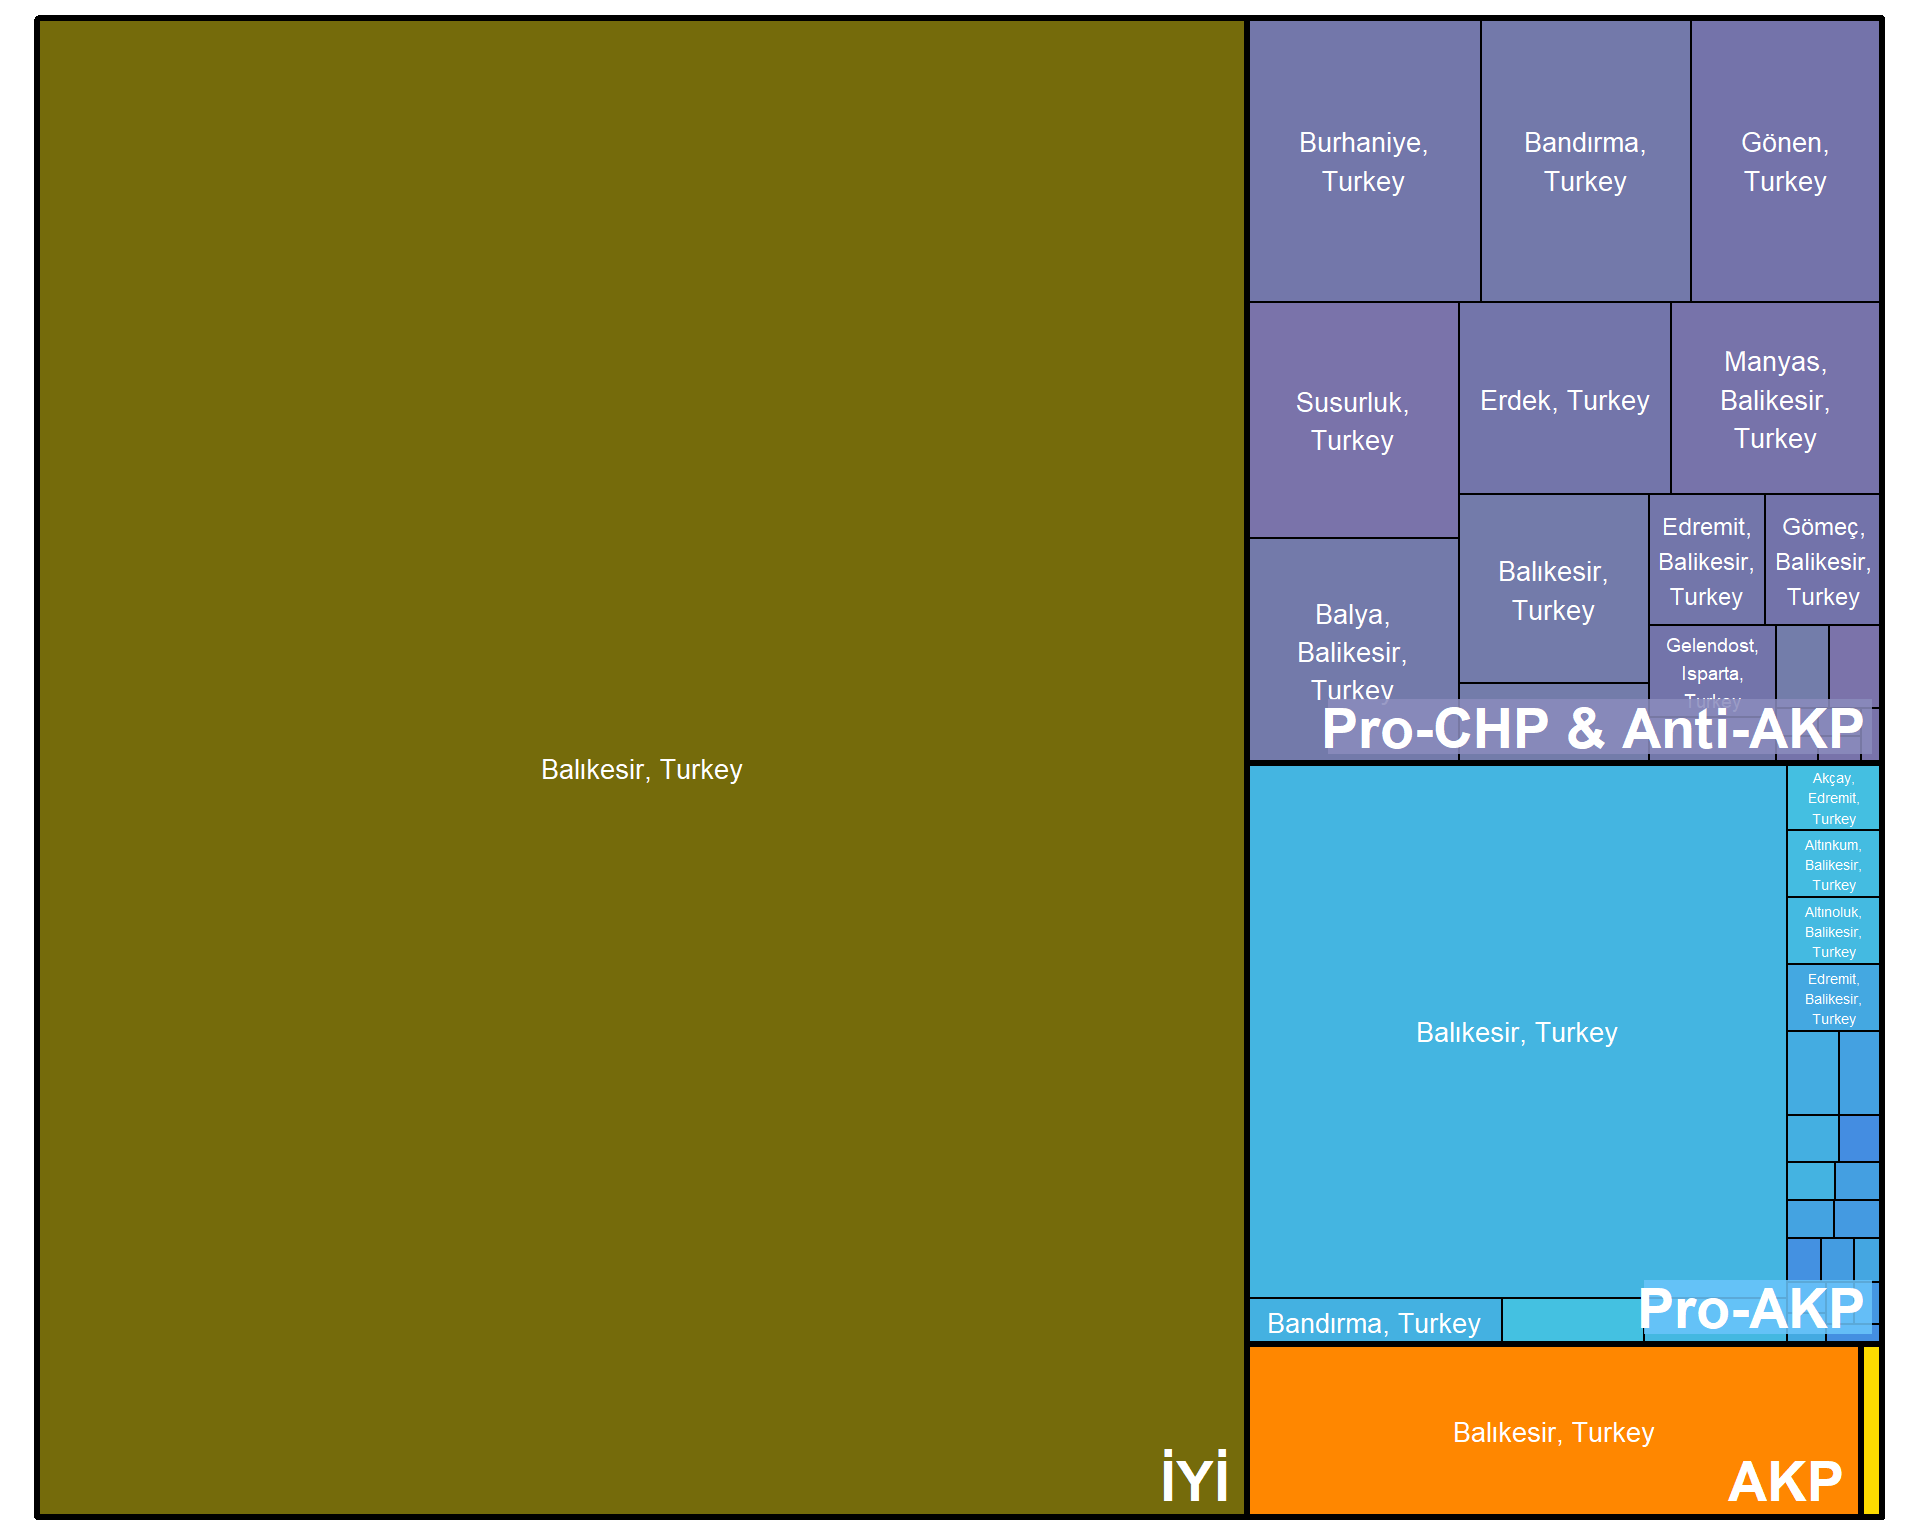 Balıkesir, Turkey
İYİ
Burhaniye,
Turkey
Bandırma,
Turkey
Gönen,
Turkey
Susurluk,
Turkey
Erdek, Turkey
Manyas,
Balikesir,
Turkey
Balya,
Balikesir,
Turkey
Balıkesir,
Turkey
Edremit,
Balikesir,
Turkey
Gömeç,
Balikesir,
Turkey
Gelendost,
Isparta,
Turkey
Pro-CHP & Anti-AKP
Balıkesir, Turkey
Akçay,
Edremit,
Turkey
Altınkum,
Balikesir,
Turkey
Altınoluk,
Balikesir,
Turkey
Edremit,
Balikesir,
Turkey
Bandırma, Turkey
Pro-AKP
Balıkesir, Turkey
AKP